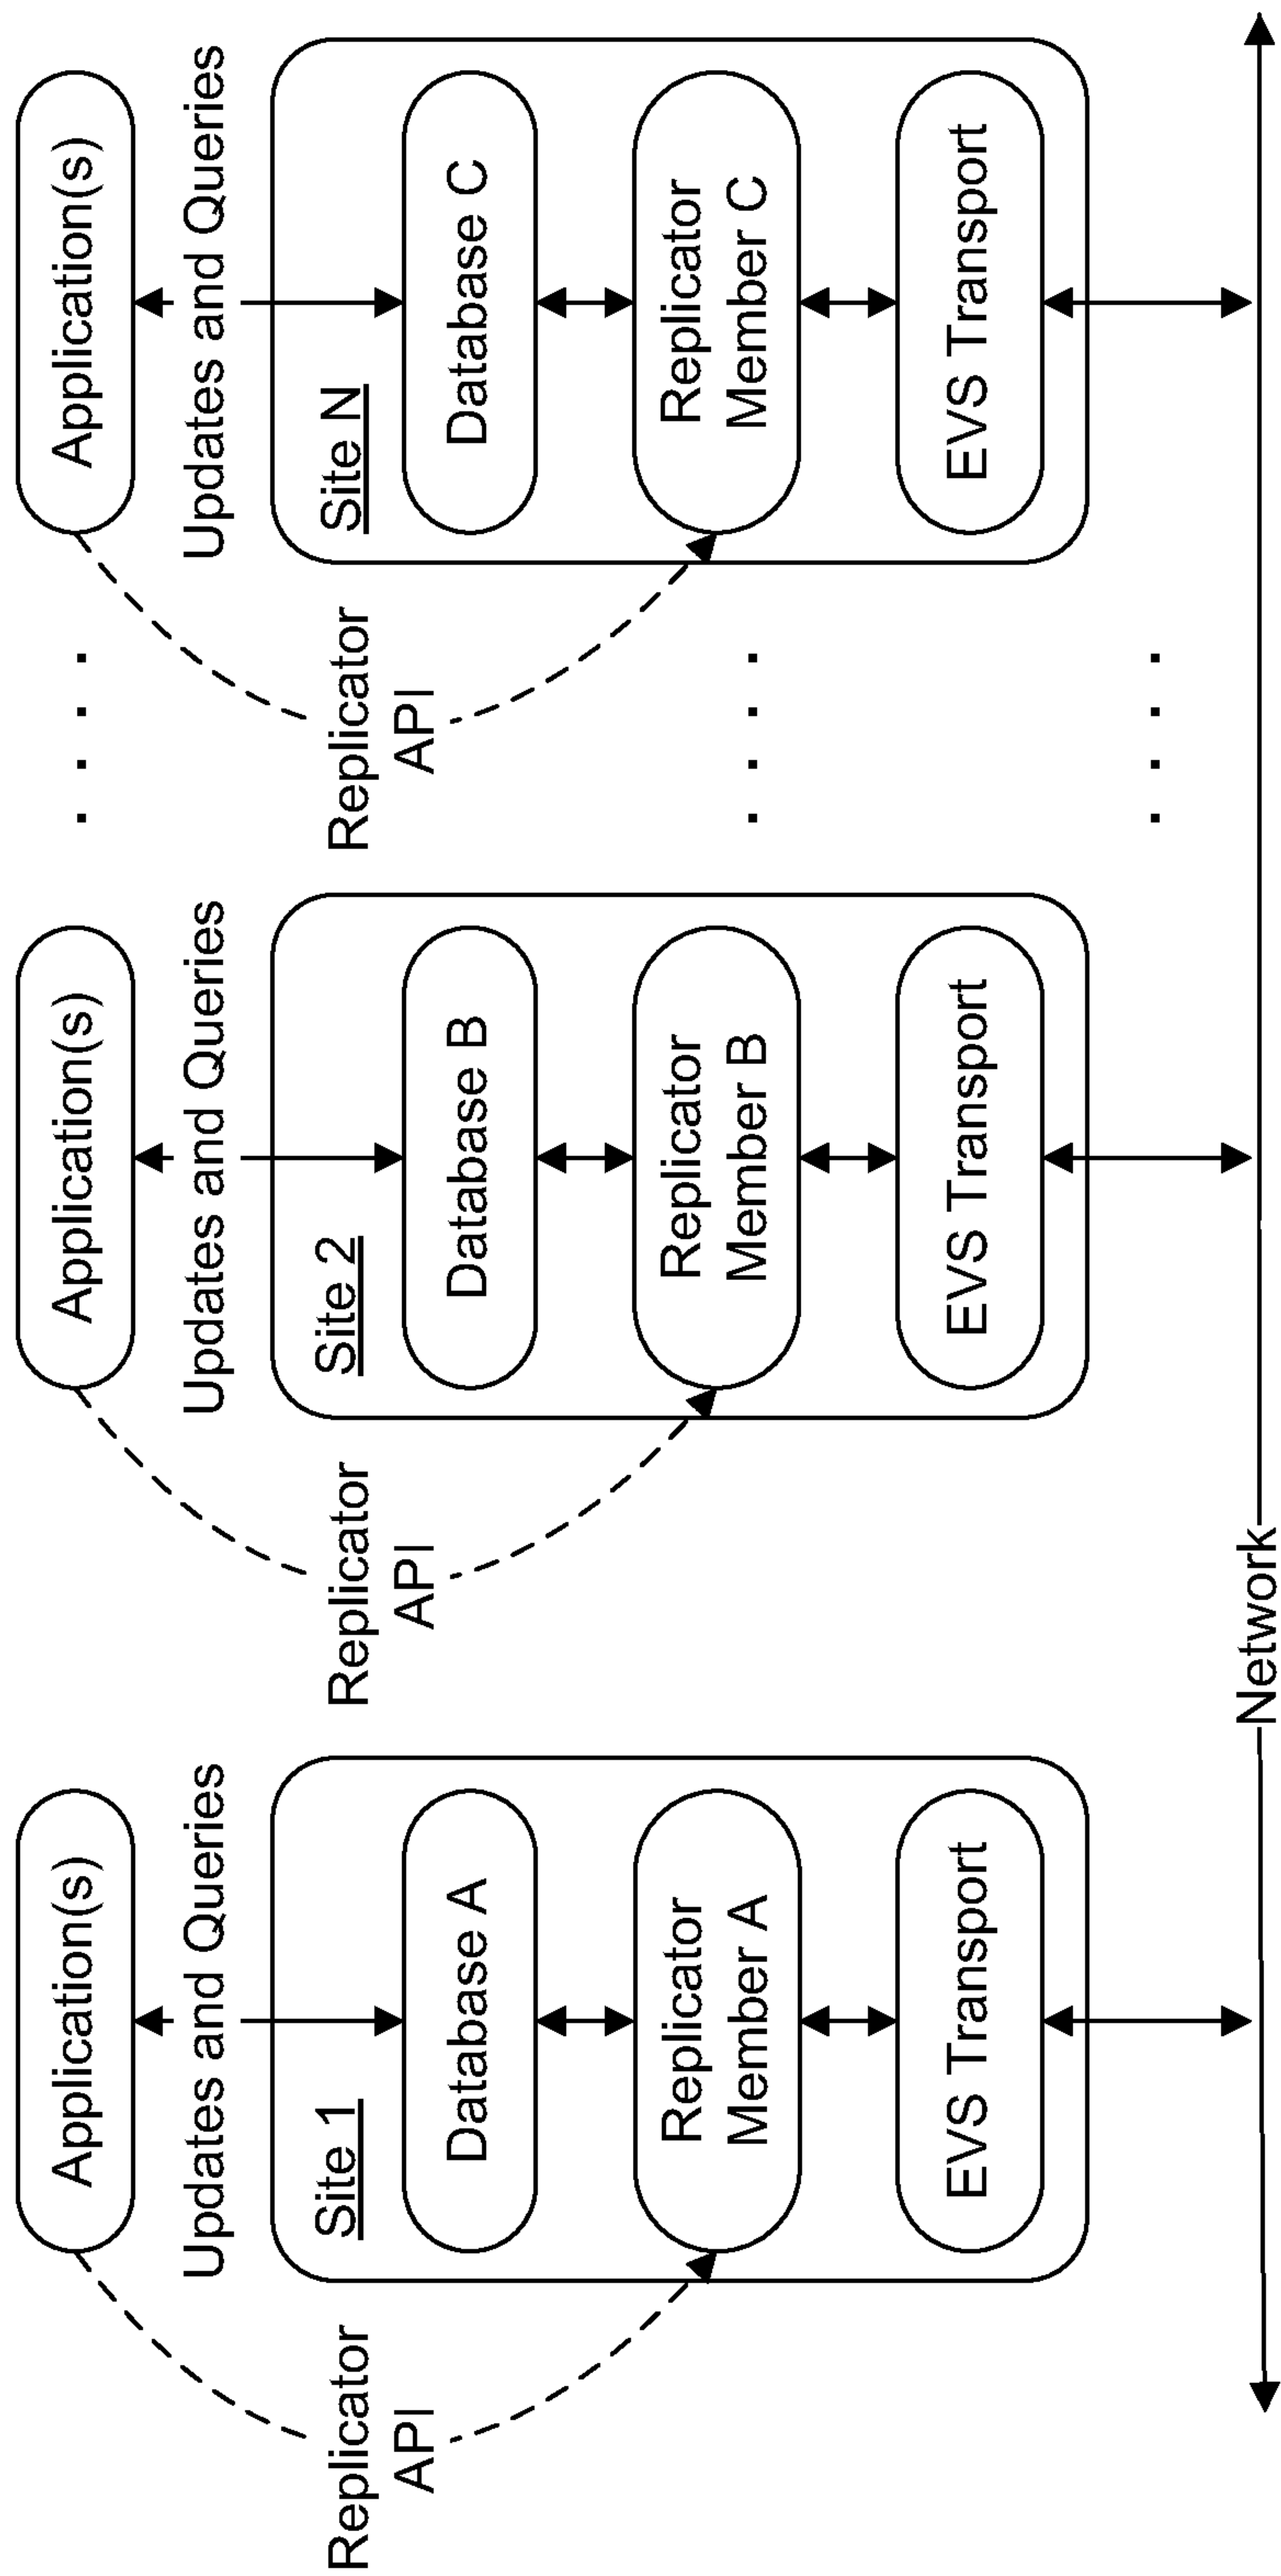 Application(s)
Updates and Queries
Replicator
API
Site 1
Database A
Replicator
Member A
EVS Transport
Application(s)
Updates and Queries
Replicator
API
Site 2
Database B
Replicator
Member B
EVS Transport
. . . .
. . . .
. . . .
Application(s)
Updates and Queries
Replicator
API
Site N
Database C
Replicator
Member C
EVS Transport
Network